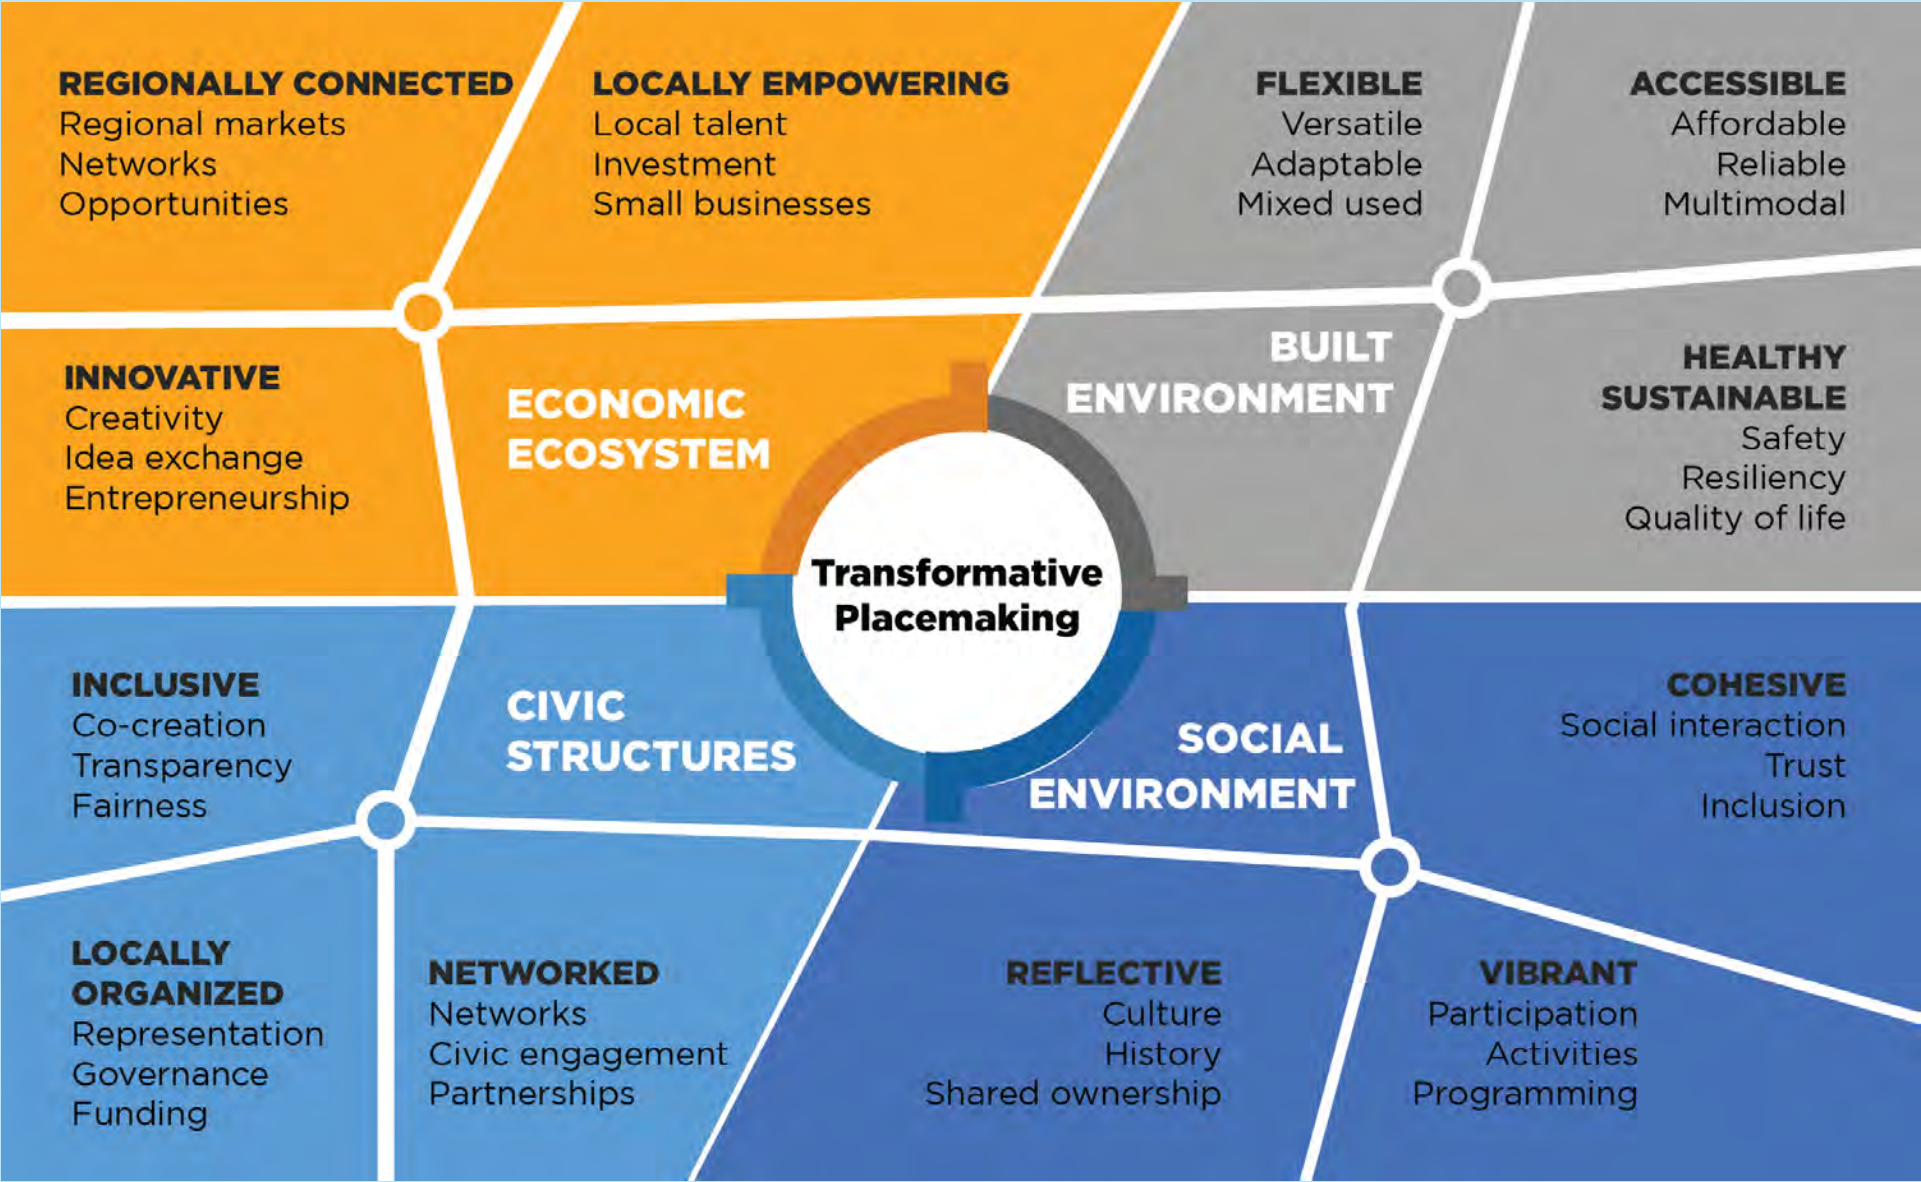 REGIONALLY CONNECTED
Regional markets
Networks
Opportunities
LOCALLY EMPOWERING
Local talent
Investment
Small businesses
FLEXIBLE
Versatile
Adaptable
Mixed used
ACCESSIBLE
Affordable
Reliable
Multimodal
INNOVATIVE
Creativity
Idea exchange
Entrepreneurship
ECONOMIC
ECOSYSTEM
BUILT
ENVIRONMENT
HEALTHY
SUSTAINABLE
Safety
Resiliency
Quality of life
Transformative
Placemaking
INCLUSIVE
Co-creation
Transparency
Fairness
CIVIC
STRUCTURES
SOCIAL
ENVIRONMENT
COHESIVE
Social interaction
Trust
Inclusion
LOCALLY
ORGANIZED
Representation
Governance
Funding
NETWORKED
Networks
Civic engagement
Partnerships
REFLECTIVE
Culture
History
Shared ownership
VIBRANT
Participation
Activities
Programming